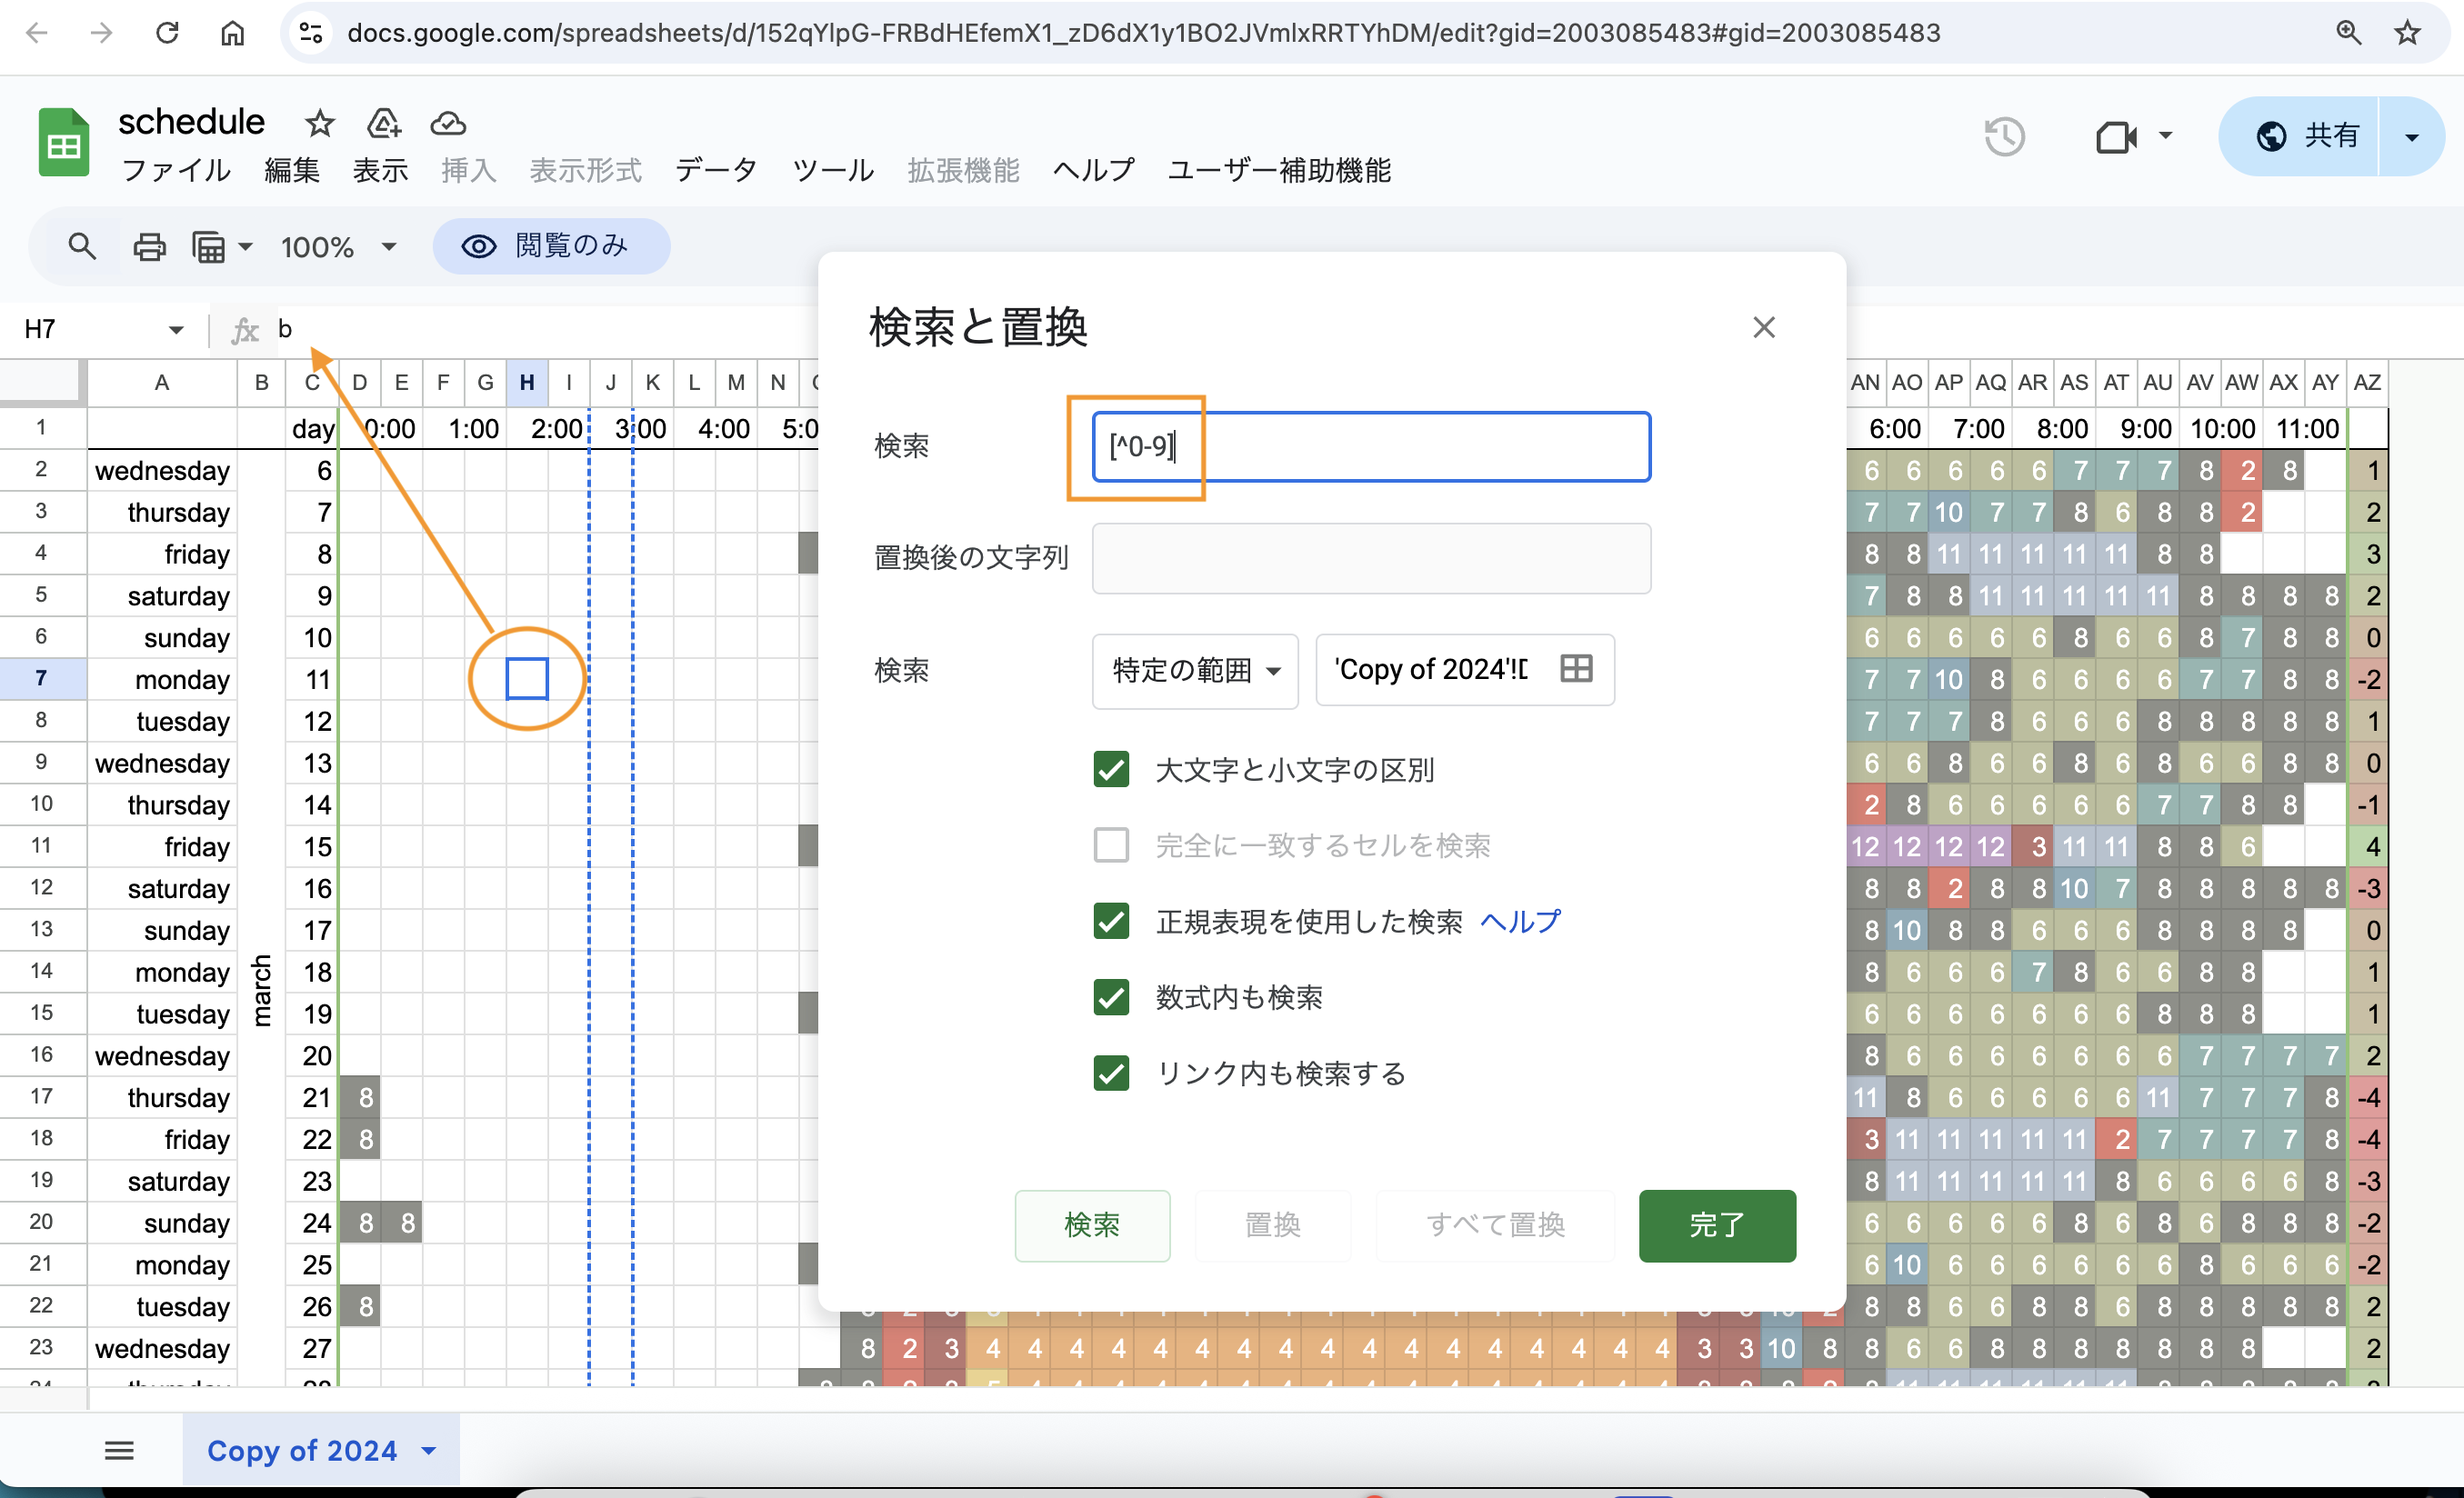 docs.google.com/spreadsheets/d/152qYlpG-FRBdHEfemX1_zD6dX1y1BO2JVmlxRRTYhDM/edit?gid=2003085483#gid=2003085483
schedule
ファイル 編集 表示 挿入 表示形式 データ ツール 拡張機能 ヘルプ ユーザー補助機能
共有
100% 閲覧のみ
H7 fx b
A B C D E F G H I J K L M N AN AO AP AQ AR AS AT AU AV AW AX AY AZ
1 day 0:00 1:00 2:00 3:00 4:00 6:00 7:00 8:00 9:00 10:00 11:00
2 wednesday 6 6 6 6 6 6 7 7 7 8 2 8 1
3 thursday 7 7 7 10 7 7 8 6 8 8 2 2
4 friday 8 8 8 11 11 11 11 11 8 8 3
5 saturday 9 7 8 8 11 11 11 11 11 8 8 8 8 2
6 sunday 10 6 6 6 6 6 8 6 6 8 7 8 8 0
7 monday 11 7 7 10 8 6 6 6 6 7 7 8 8 -2
8 tuesday 12 7 7 7 8 6 6 6 8 8 8 8 8 1
9 wednesday 13 6 6 8 6 6 8 6 8 6 6 8 8 0
10 thursday 14 2 8 6 6 6 6 6 7 7 8 8 -1
11 friday 15 12 12 12 12 3 11 11 8 8 6 4
12 saturday 16 8 8 2 8 8 10 7 8 8 8 8 8 -3
13 sunday 17 8 10 8 8 6 6 6 8 8 8 8 0
14 monday 18 8 6 6 6 7 8 6 6 8 8 1
15 tuesday 19 6 6 6 6 6 6 6 8 8 8 1
16 wednesday 20 8 6 6 6 6 6 6 6 7 7 7 7 2
17 thursday 21 8 11 8 6 6 6 6 6 11 7 7 7 8 -4
18 friday 22 8 3 11 11 11 11 11 2 7 7 7 7 8 -4
19 saturday 23 8 11 11 11 11 11 8 6 6 6 6 8 -3
20 sunday 24 8 8 6 6 6 6 6 8 6 8 6 8 8 8 -2
21 monday 25 6 10 6 6 6 6 6 6 8 6 6 6 -2
22 tuesday 26 8 8 8 6 6 8 8 6 8 8 8 8 8 2
23 wednesday 27 8 2 3 4 4 4 4 4 4 4 4 4 4 4 4 4 4 4 4 4 3 3 10 8 8 6 6 8 8 8 8 8 8 8 2
march
検索と置換
検索 [^0-9]
置換後の文字列
検索 特定の範囲 'Copy of 2024'!
大文字と小文字の区別
完全に一致するセルを検索
正規表現を使用した検索 ヘルプ
数式内も検索
リンク内も検索する
検索 置換 すべて置換 完了
Copy of 2024